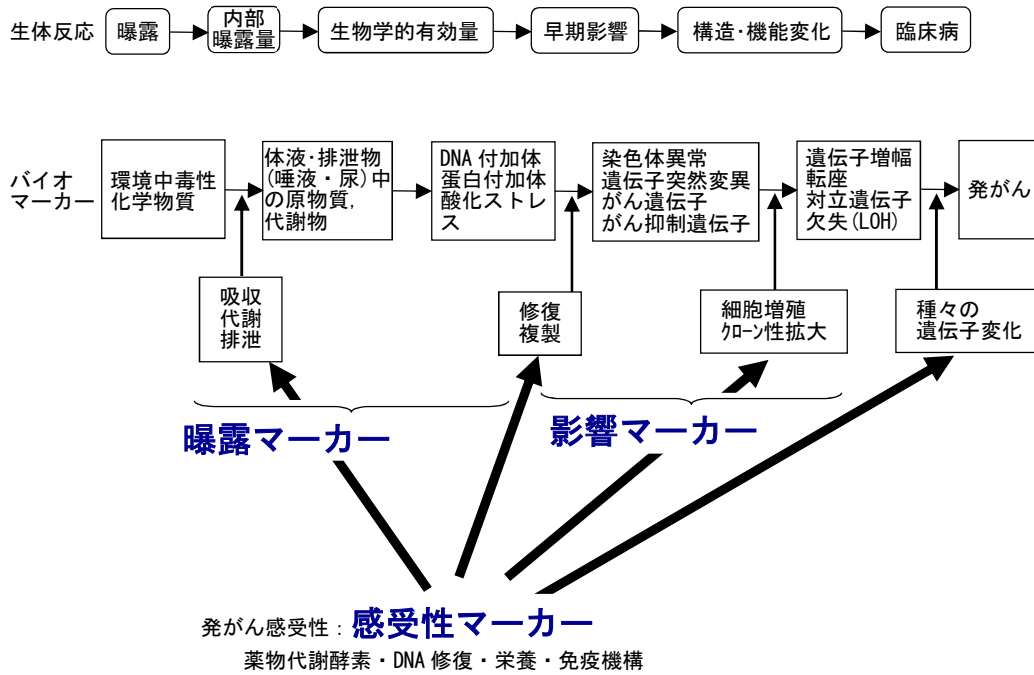 生体反応
曝露
内部
曝露量
生物学的有効量
早期影響
構造・機能変化
臨床病
バイオ
マーカー
環境中毒性
化学物質
体液・排泄物
(唾液・尿)中
の原物質,
代謝物
DNA 付加体
蛋白付加体
酸化ストレ
ス
染色体異常
遺伝子突然変異
がん遺伝子
がん抑制遺伝子
遺伝子増幅
転座
対立遺伝子
欠失(LOH)
発がん
吸収
代謝
排泄
修復
複製
細胞増殖
ｸﾛｰﾝ性拡大
種々の
遺伝子変化
曝露マーカー
影響マーカー
発がん感受性：感受性マーカー
薬物代謝酵素・DNA 修復・栄養・免疫機構